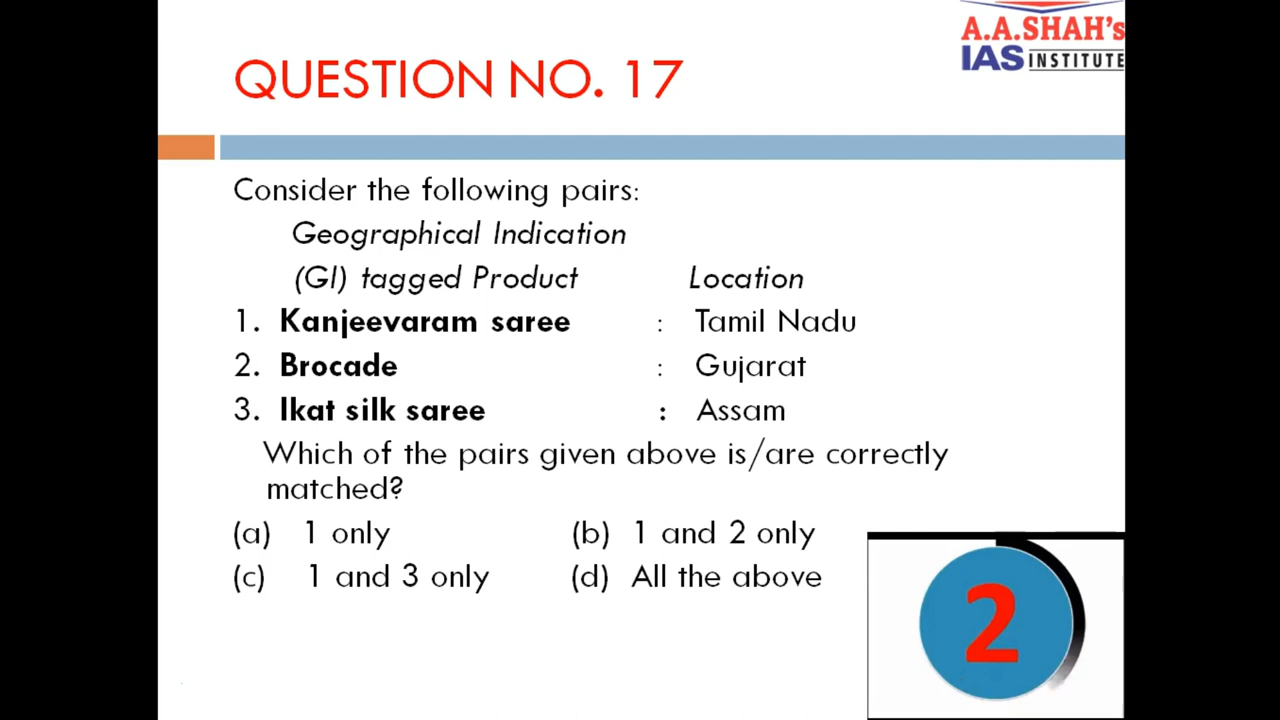 A.A.SHAH's
IAS INSTITUTE
QUESTION NO. 17
Consider the following pairs:
Geographical Indication
(GI) tagged Product Location
1. Kanjeevaram saree : Tamil Nadu
2. Brocade : Gujarat
3. Ikat silk saree : Assam
Which of the pairs given above is/are correctly
matched?
(a) 1 only (b) 1 and 2 only
(c) 1 and 3 only (d) All the above
2